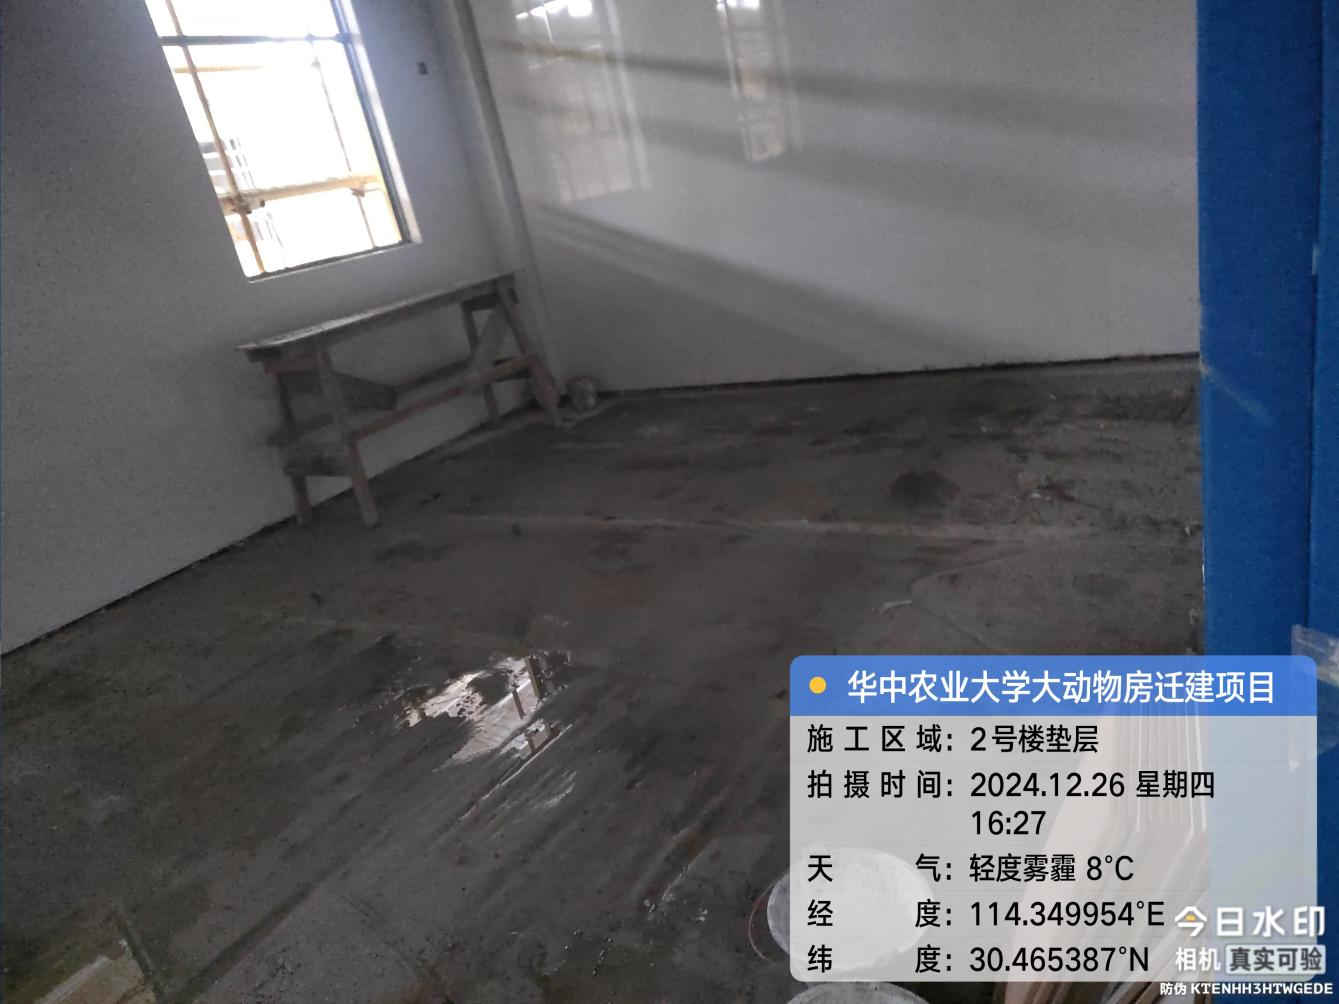 华中农业大学大动物房迁建项目
施工区域：2号楼垫层
拍摄时间：2024.12.26 星期四
16:27
天气：轻度雾霾 8°C
经度：114.349954°E
纬度：30.465387°N
今日水印
相机 真实可验
防伪 KTENHH3HTWGEDE